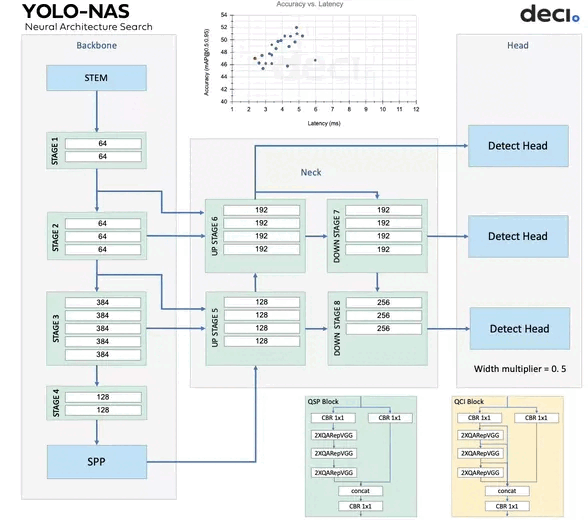 YOLO-NAS
Neural Architecture Search
deci.
Accuracy vs. Latency
Accuracy (mAP@0.5:0.95)
54
52
50
48
46
44
42
40
1 2 3 4 5 6 7 8 9 10 11 12
Latency (ms)
deci.
Backbone
STEM
STAGE 1
64
64
STAGE 2
64
64
64
STAGE 3
384
384
384
384
384
STAGE 4
128
128
SPP
Neck
UP STAGE 6
192
192
192
192
DOWN STAGE 7
192
192
192
192
UP STAGE 5
128
128
128
128
DOWN STAGE 8
256
256
256
Head
Detect Head
Detect Head
Detect Head
Width multiplier = 0. 5
QSP Block
CBR 1x1
CBR 1x1
2XQARepVGG
2XQARepVGG
2XQARepVGG
concat
CBR 1x1
QCI Block
CBR 1x1
CBR 1x1
2XQARepVGG
2XQARepVGG
2XQARepVGG
concat
CBR 1x1